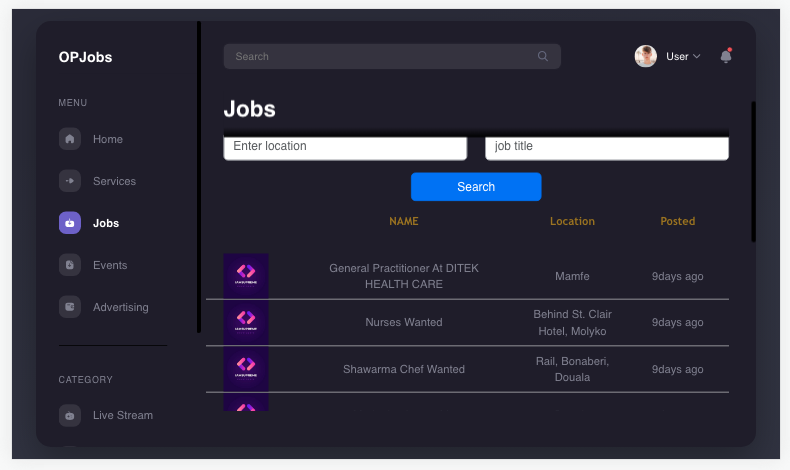 OPJobs
Search
User
MENU
Home
Services
Jobs
Events
Advertising
CATEGORY
Live Stream
Jobs
Enter location
job title
Search
NAME Location Posted
General Practitioner At DITEK
HEALTH CARE
Mamfe
9days ago
Nurses Wanted
Behind St. Clair
Hotel, Molyko
9days ago
Shawarma Chef Wanted
Rail, Bonaberi,
Douala
9days ago